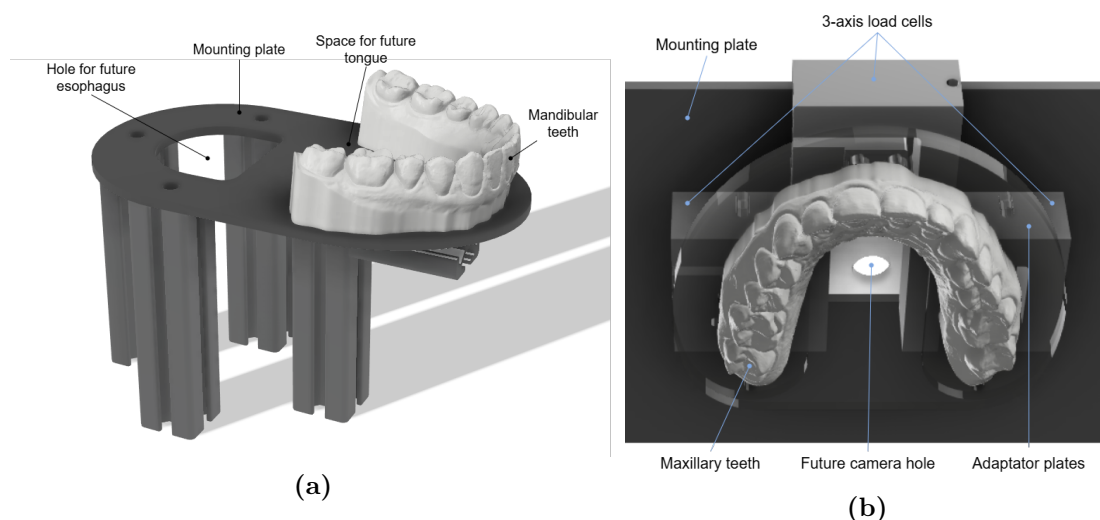 Mounting plate
Space for future
tongue
Hole for future
esophagus
Mandibular
teeth
(a)
3-axis load cells
Mounting plate
Maxillary teeth
Future camera hole
Adaptator plates
(b)